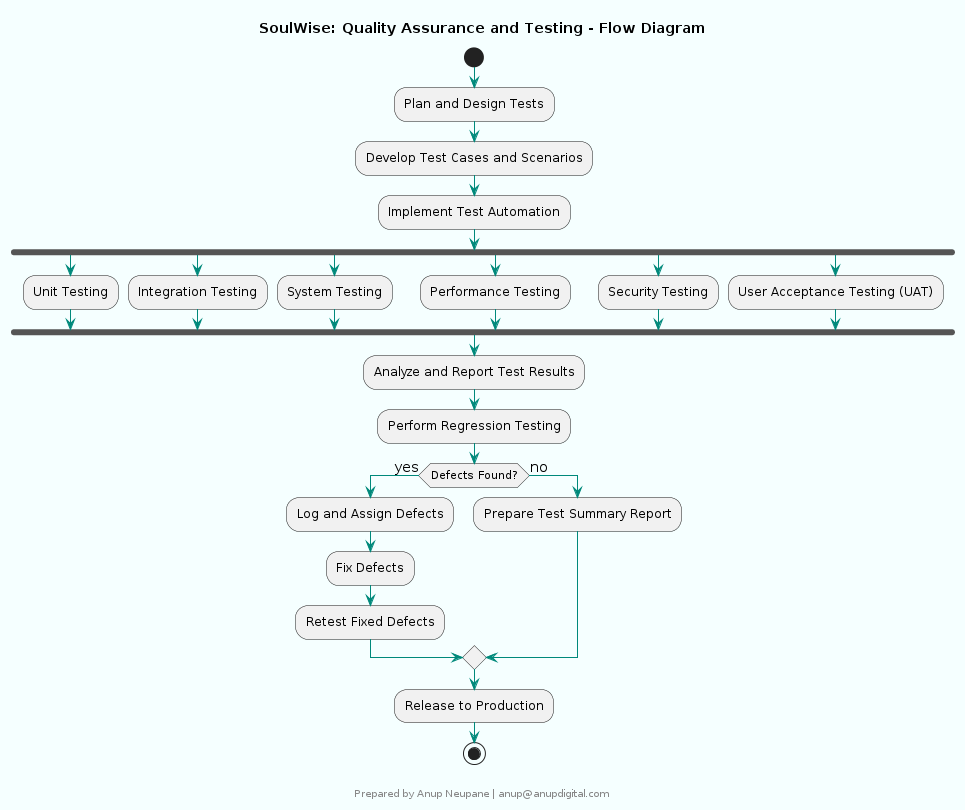 SoulWise: Quality Assurance and Testing - Flow Diagram
Plan and Design Tests
Develop Test Cases and Scenarios
Implement Test Automation
Unit Testing
Integration Testing
System Testing
Performance Testing
Security Testing
User Acceptance Testing (UAT)
Analyze and Report Test Results
Perform Regression Testing
yes
Defects Found?
no
Log and Assign Defects
Prepare Test Summary Report
Fix Defects
Retest Fixed Defects
Release to Production
Prepared by Anup Neupane | anup@anupdigital.com